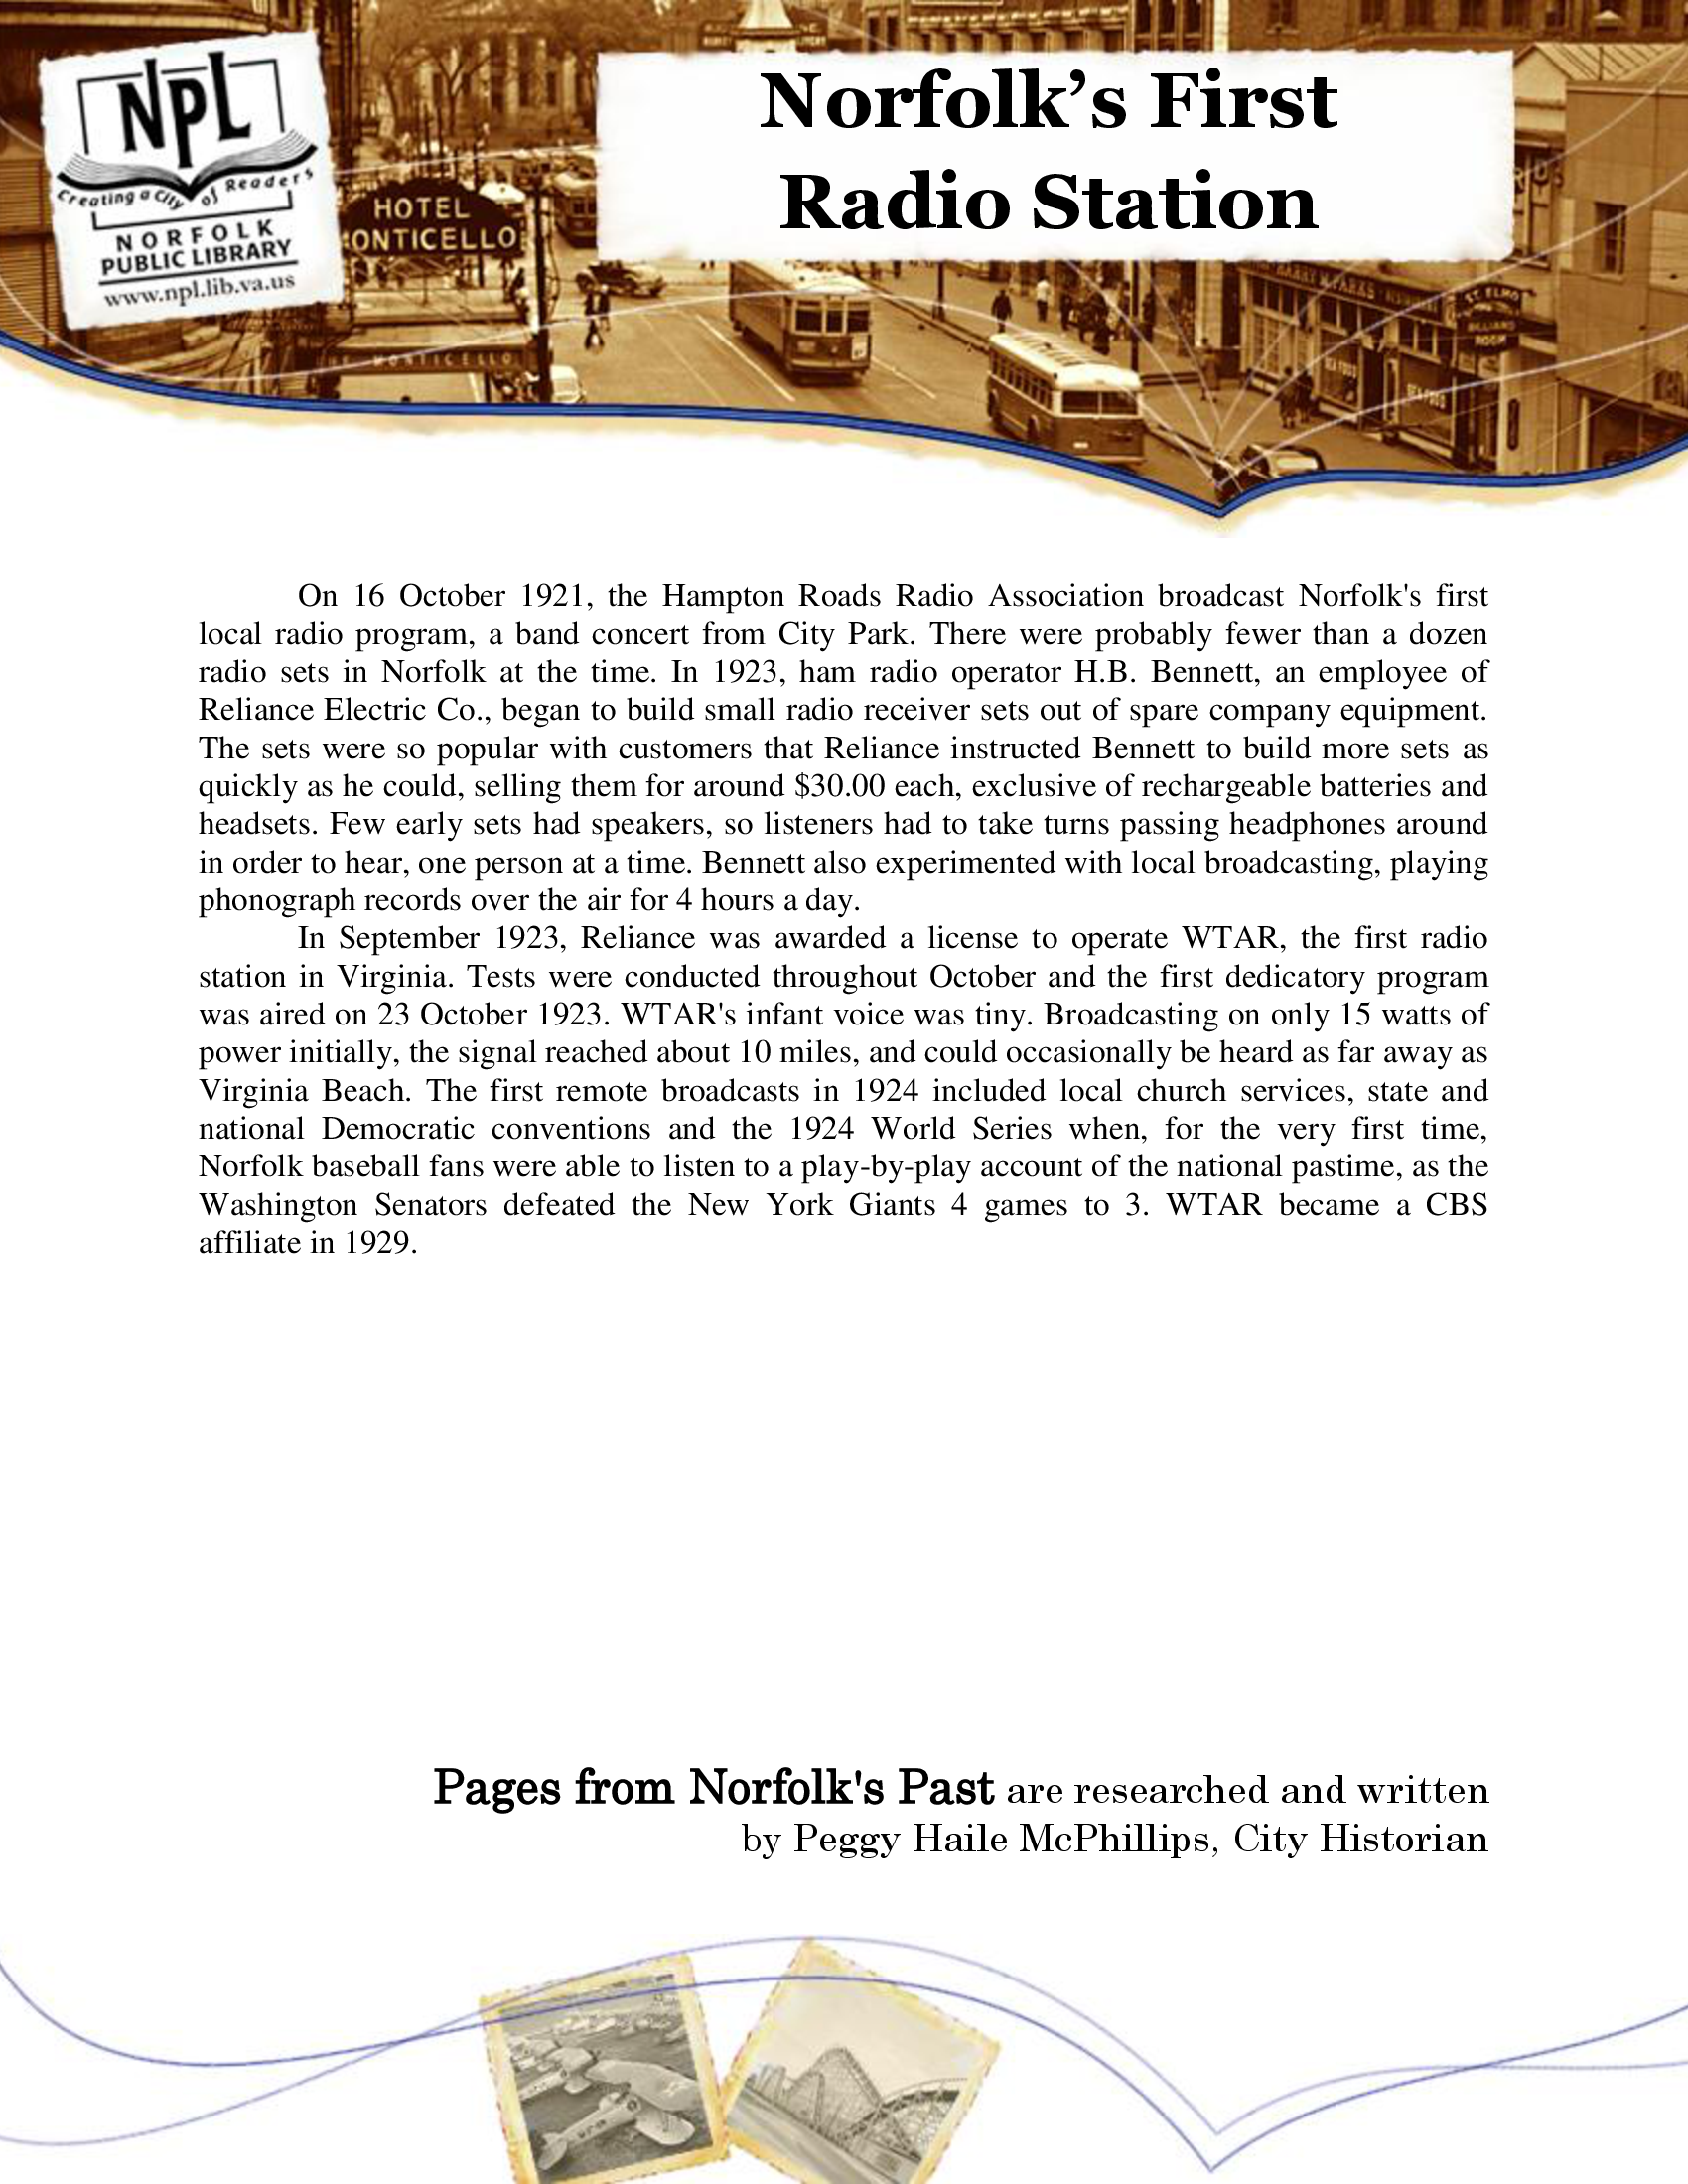 NPL
Creating a City of Readers
NORFOLK
PUBLIC LIBRARY
www.npl.lib.va.us
HOTEL
ONTICELLO
MONTICELLO
Norfolk’s First
Radio Station
ST. ELMO
BILLIARD
ROOM
SEA FOOD
SEA FOOD
On 16 October 1921, the Hampton Roads Radio Association broadcast Norfolk's first
local radio program, a band concert from City Park. There were probably fewer than a dozen
radio sets in Norfolk at the time. In 1923, ham radio operator H.B. Bennett, an employee of
Reliance Electric Co., began to build small radio receiver sets out of spare company equipment.
The sets were so popular with customers that Reliance instructed Bennett to build more sets as
quickly as he could, selling them for around $30.00 each, exclusive of rechargeable batteries and
headsets. Few early sets had speakers, so listeners had to take turns passing headphones around
in order to hear, one person at a time. Bennett also experimented with local broadcasting, playing
phonograph records over the air for 4 hours a day.
In September 1923, Reliance was awarded a license to operate WTAR, the first radio
station in Virginia. Tests were conducted throughout October and the first dedicatory program
was aired on 23 October 1923. WTAR's infant voice was tiny. Broadcasting on only 15 watts of
power initially, the signal reached about 10 miles, and could occasionally be heard as far away as
Virginia Beach. The first remote broadcasts in 1924 included local church services, state and
national Democratic conventions and the 1924 World Series when, for the very first time,
Norfolk baseball fans were able to listen to a play-by-play account of the national pastime, as the
Washington Senators defeated the New York Giants 4 games to 3. WTAR became a CBS
affiliate in 1929.
Pages from Norfolk's Past are researched and written
by Peggy Haile McPhillips, City Historian